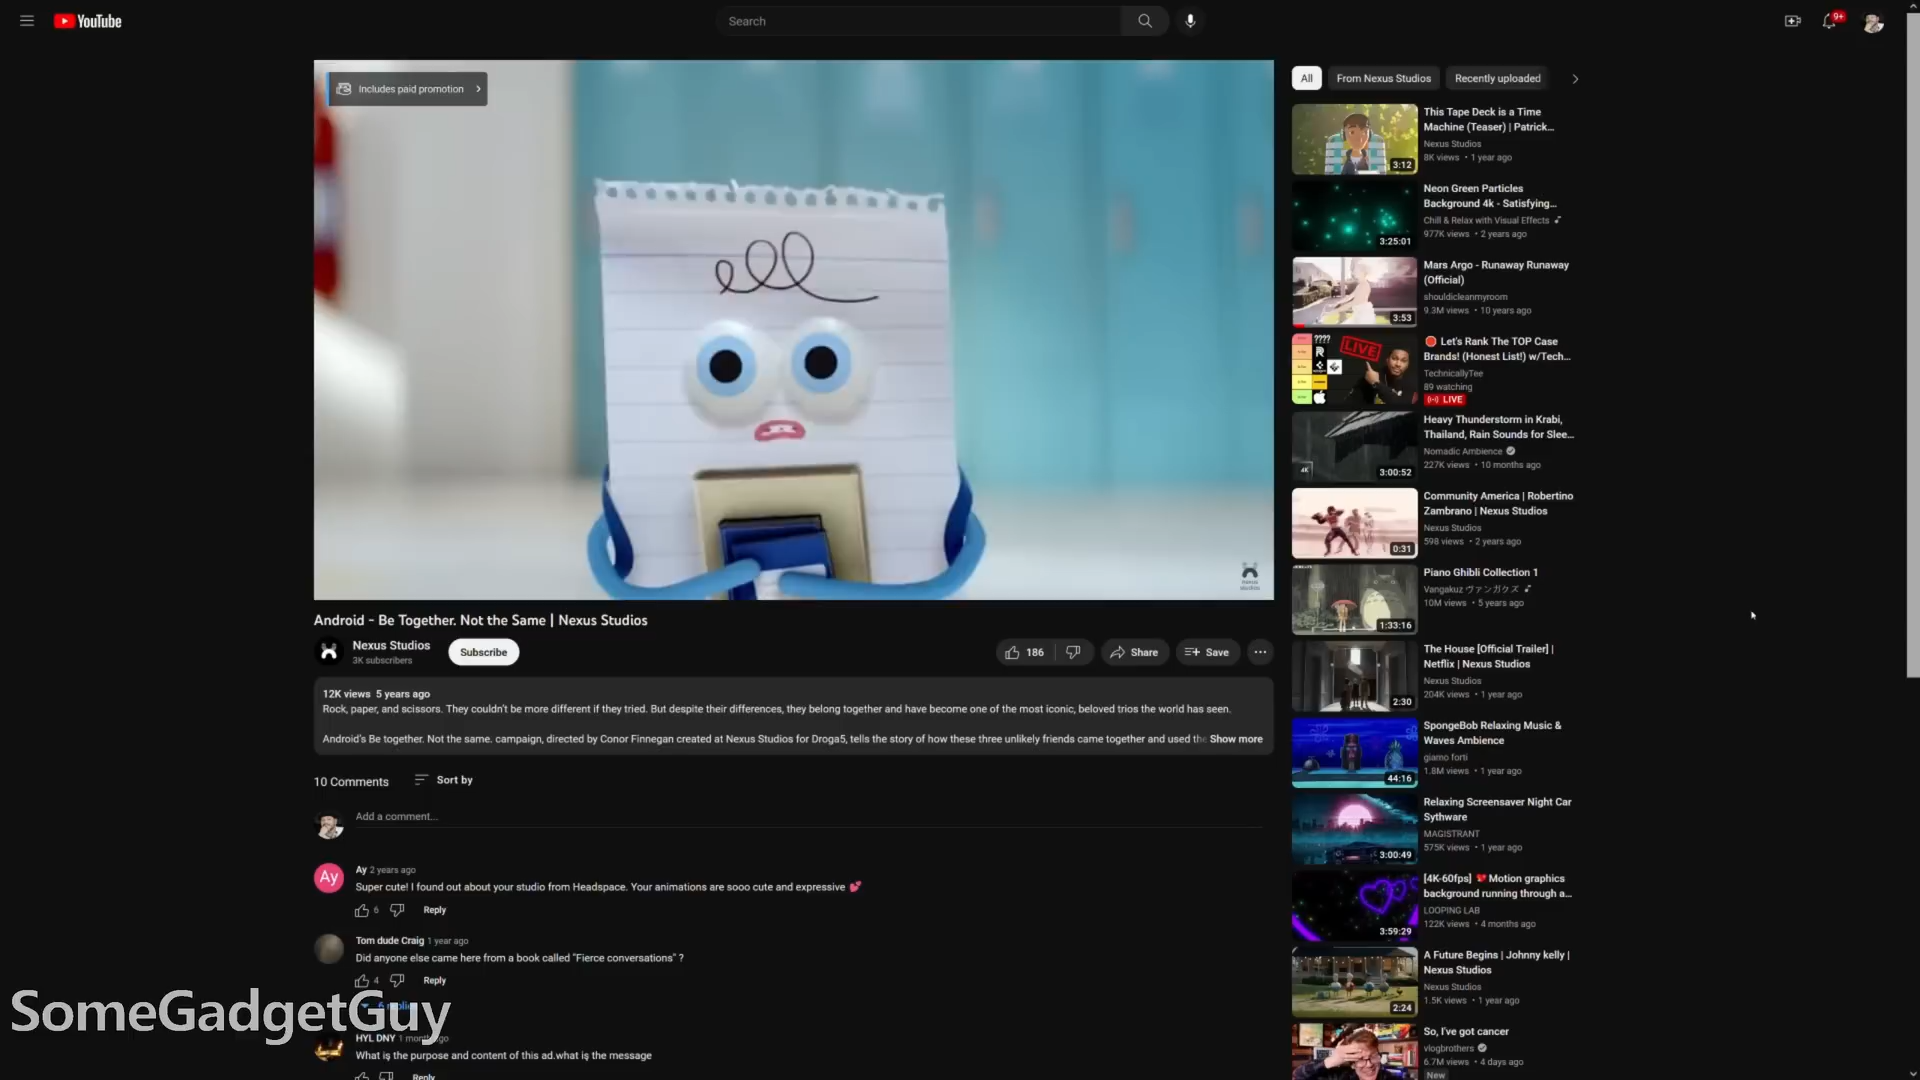 YouTube
Search
9+
Includes paid promotion
nexus
studios
Android - Be Together. Not the Same | Nexus Studios
Nexus Studios
3K subscribers
Subscribe
186
Share
Save
12K views 5 years ago
Rock, paper, and scissors. They couldn't be more different if they tried. But despite their differences, they belong together and have become one of the most iconic, beloved trios the world has seen.
Android's Be together. Not the same. campaign, directed by Conor Finnegan created at Nexus Studios for Droga5, tells the story of how these three unlikely friends came together and used the Show more
10 Comments
Sort by
Add a comment...
Ay
Ay 2 years ago
Super cute! I found out about your studio from Headspace. Your animations are sooo cute and expressive 💕
6
Reply
Tom dude Craig 1 year ago
Did anyone else came here from a book called "Fierce conversations" ?
4
Reply
SomeGadgetGuy
HYL DNY 1 month ago
What iş the purpose and content of this ad.what iş the message
Reply
All
From Nexus Studios
Recently uploaded
This Tape Deck is a Time
Machine (Teaser) | Patrick...
Nexus Studios
8K views • 1 year ago
3:12
Neon Green Particles
Background 4k - Satisfying...
Chill & Relax with Visual Effects
977K views • 2 years ago
3:25:01
Mars Argo - Runaway Runaway
(Official)
shouldicleanmyroom
9.3M views • 10 years ago
3:53
????
LIVE
🔴 Let's Rank The TOP Case
Brands! (Honest List!) w/Tech...
TechnicallyTee
89 watching
LIVE
Heavy Thunderstorm in Krabi,
Thailand, Rain Sounds for Slee...
Nomadic Ambience
227K views • 10 months ago
4K
3:00:52
Community America | Robertino
Zambrano | Nexus Studios
Nexus Studios
598 views • 2 years ago
0:31
Piano Ghibli Collection 1
Vangakuz ヴァンガクズ
10M views • 5 years ago
1:33:16
The House [Official Trailer] |
Netflix | Nexus Studios
Nexus Studios
204K views • 1 year ago
2:30
SpongeBob Relaxing Music &
Waves Ambience
giamo forti
1.8M views • 1 year ago
44:16
Relaxing Screensaver Night Car
Sythware
MAGISTRANT
575K views • 1 year ago
3:00:49
[4K-60fps] 💖Motion graphics
background running through a...
LOOPING LAB
122K views • 4 months ago
3:59:29
A Future Begins | Johnny kelly |
Nexus Studios
Nexus Studios
1.5K views • 1 year ago
2:24
So, I've got cancer
vlogbrothers
6.7M views • 4 days ago
New